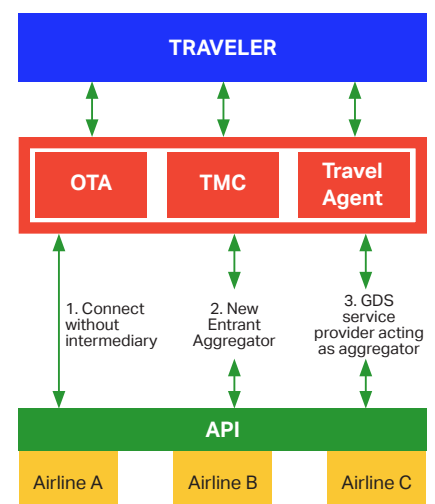 TRAVELER
OTA
TMC
Travel
Agent
1. Connect
without
intermediary
2. New
Entrant
Aggregator
3. GDS
service
provider acting
as aggregator
API
Airline A
Airline B
Airline C